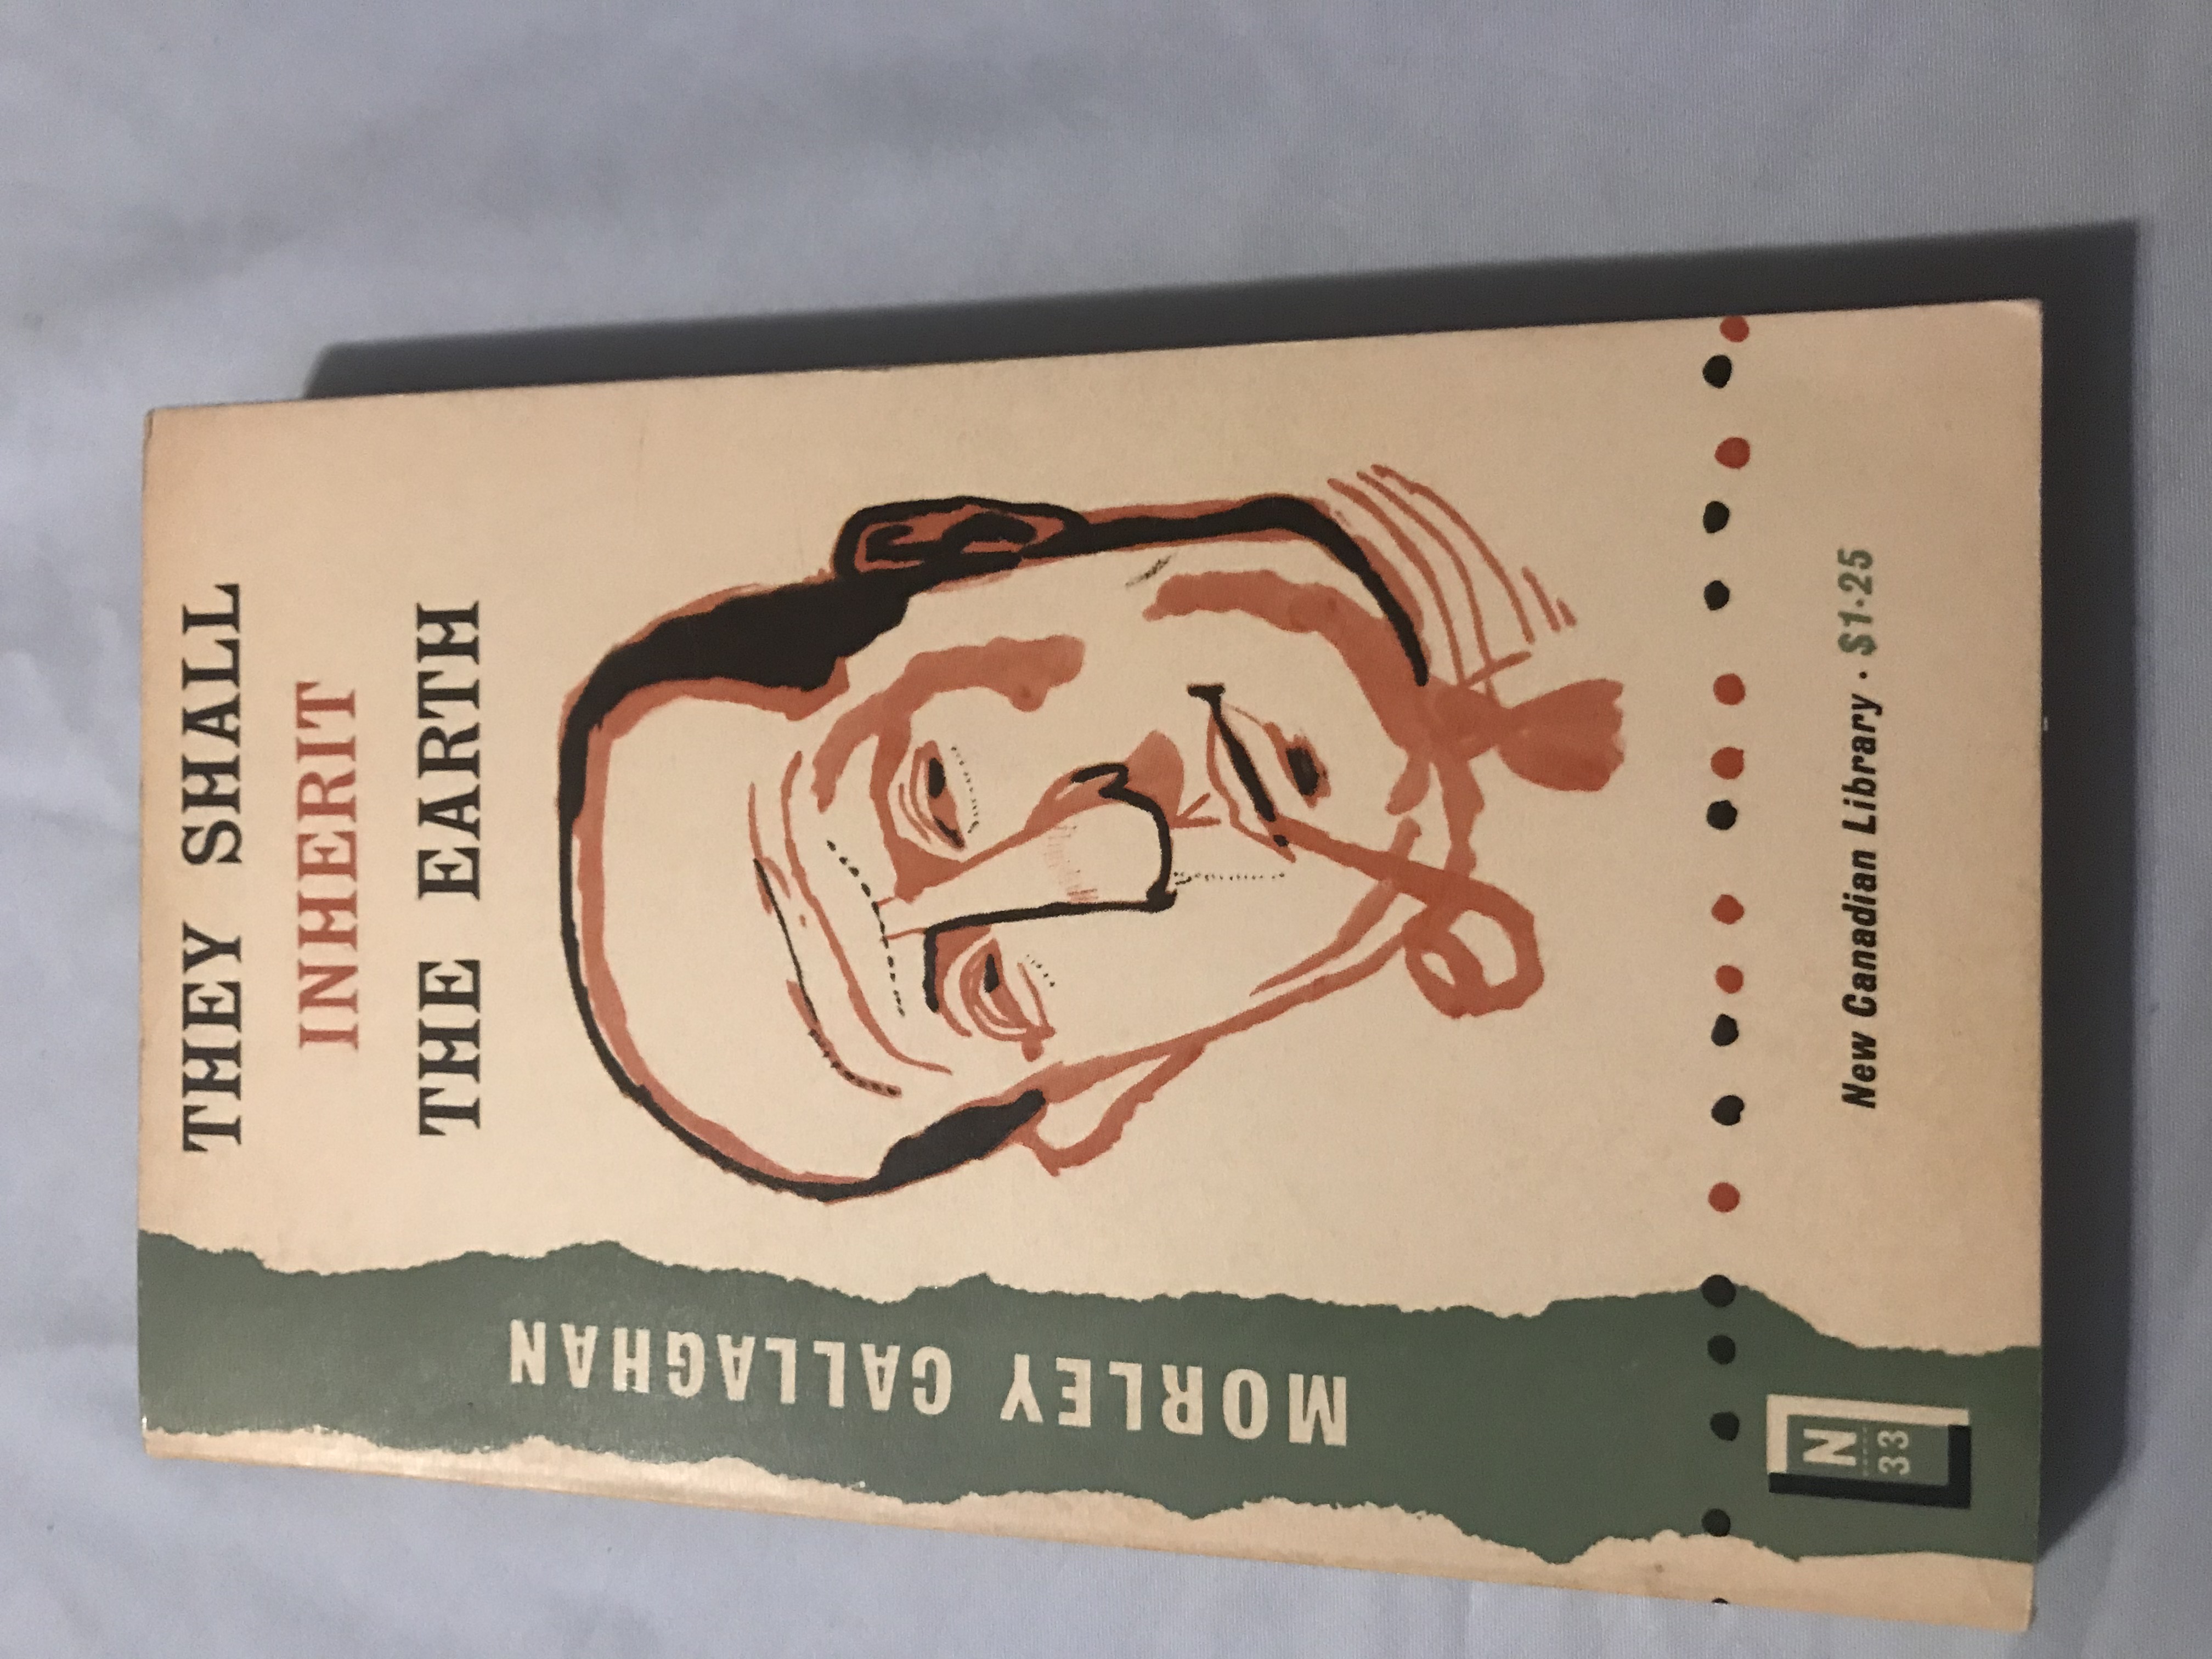 THEY SHALL
INHERIT
THE EARTH
MORLEY CALLAGHAN
New Canadian Library · $1.25
N
33